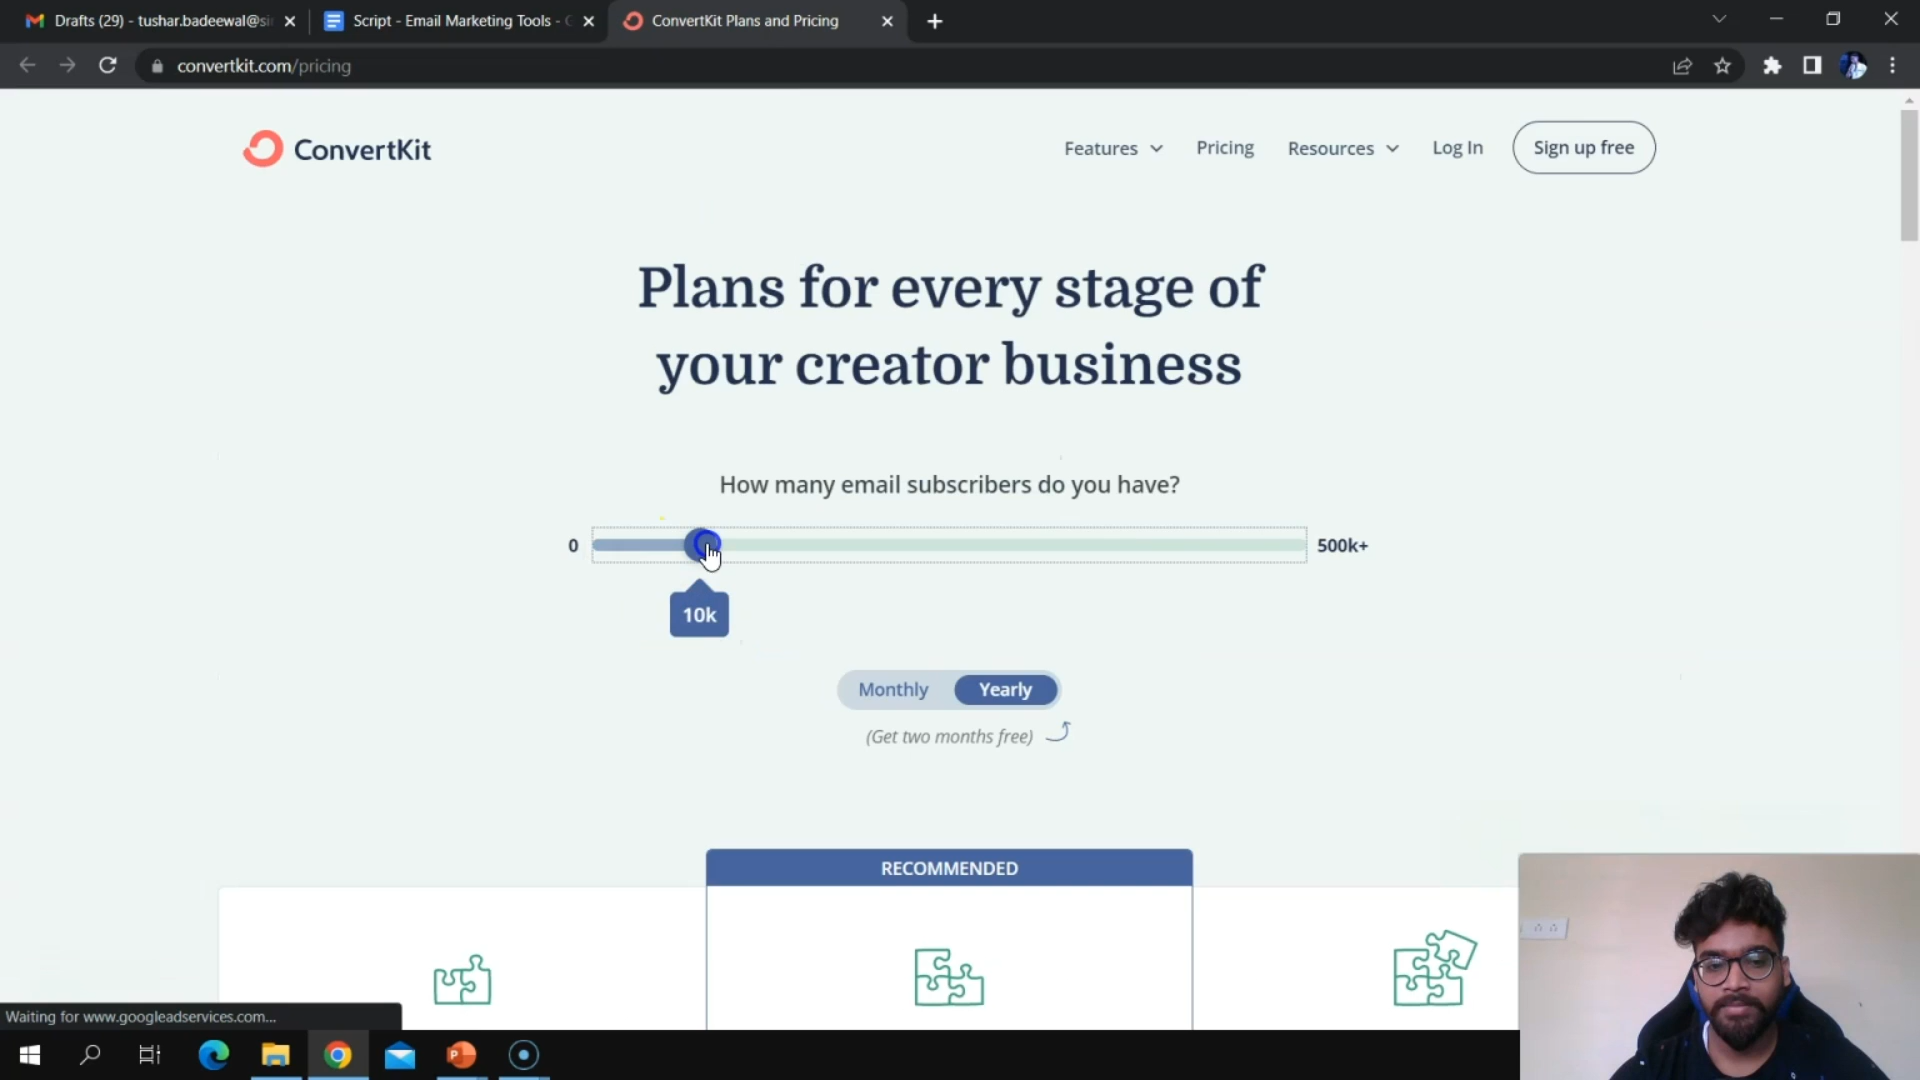 Drafts (29) - tushar.badeewal@si
Script - Email Marketing Tools -
ConvertKit Plans and Pricing
convertkit.com/pricing
ConvertKit
Features
Pricing
Resources
Log In
Sign up free
Plans for every stage of
your creator business
How many email subscribers do you have?
0
500k+
10k
Monthly
Yearly
(Get two months free)
RECOMMENDED
Waiting for www.googleadservices.com...